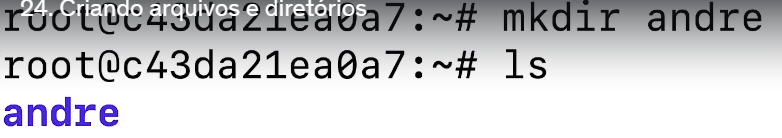 24. Criando arquivos e diretórios
root@c43da21ea0a7:~# mkdir andre
root@c43da21ea0a7:~# ls
andre